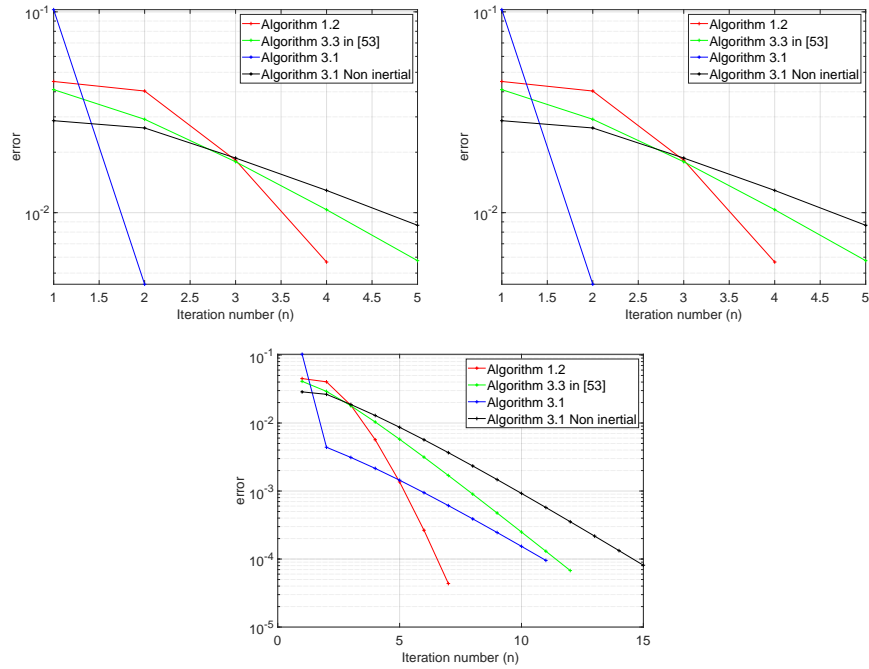 10^-1
10^-2
error
Algorithm 1.2
Algorithm 3.3 in [53]
Algorithm 3.1
Algorithm 3.1 Non inertial
1 1.5 2 2.5 3 3.5 4 4.5 5
Iteration number (n)
10^-1
10^-2
error
Algorithm 1.2
Algorithm 3.3 in [53]
Algorithm 3.1
Algorithm 3.1 Non inertial
1 1.5 2 2.5 3 3.5 4 4.5 5
Iteration number (n)
10^-1
10^-2
10^-3
10^-4
10^-5
error
Algorithm 1.2
Algorithm 3.3 in [53]
Algorithm 3.1
Algorithm 3.1 Non inertial
0 5 10 15
Iteration number (n)